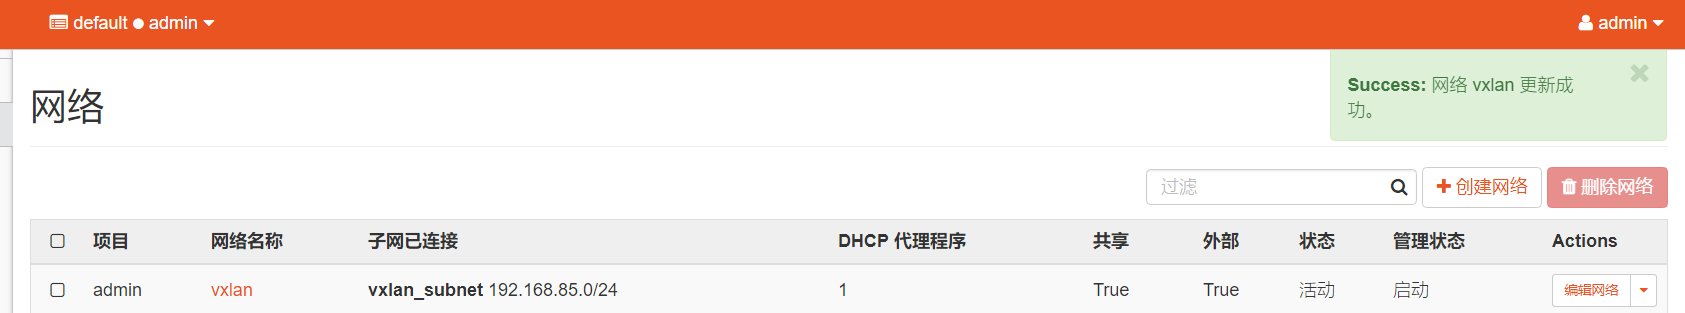 default ● admin
admin
网络
Success: 网络 vxlan 更新成
功。
过滤
创建网络
删除网络
项目 网络名称 子网已连接 DHCP 代理程序 共享 外部 状态 管理状态 Actions
admin vxlan vxlan_subnet 192.168.85.0/24 1 True True 活动 启动 编辑网络